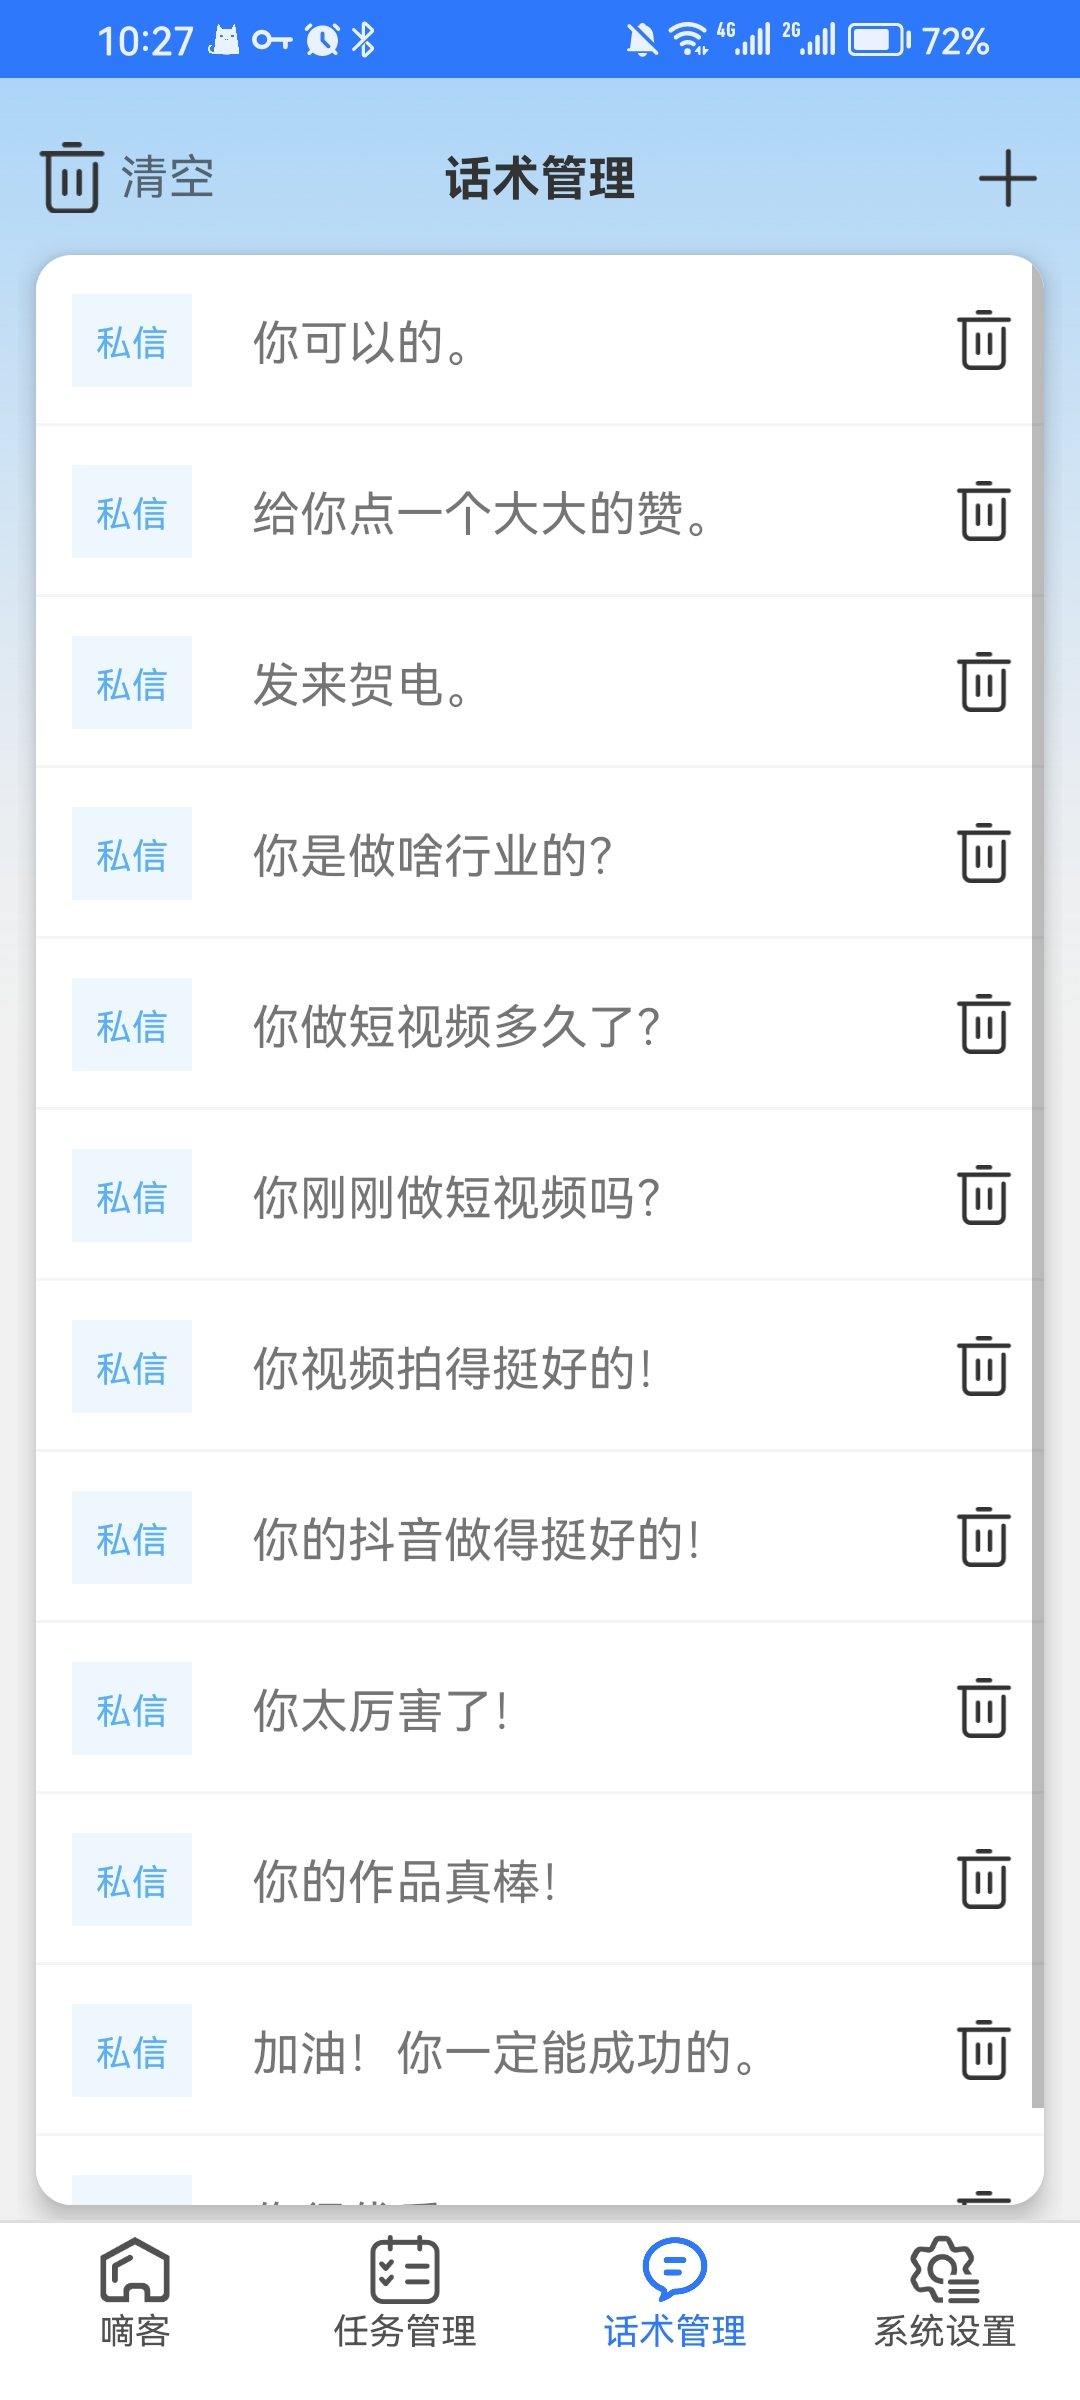 10:27
4G
2G
72%
清空
话术管理
私信
你可以的。
私信
给你点一个大大的赞。
私信
发来贺电。
私信
你是做啥行业的?
私信
你做短视频多久了?
私信
你刚刚做短视频吗?
私信
你视频拍得挺好的!
私信
你的抖音做得挺好的!
私信
你太厉害了!
私信
你的作品真棒!
私信
加油! 你一定能成功的。
嘀客
任务管理
话术管理
系统设置